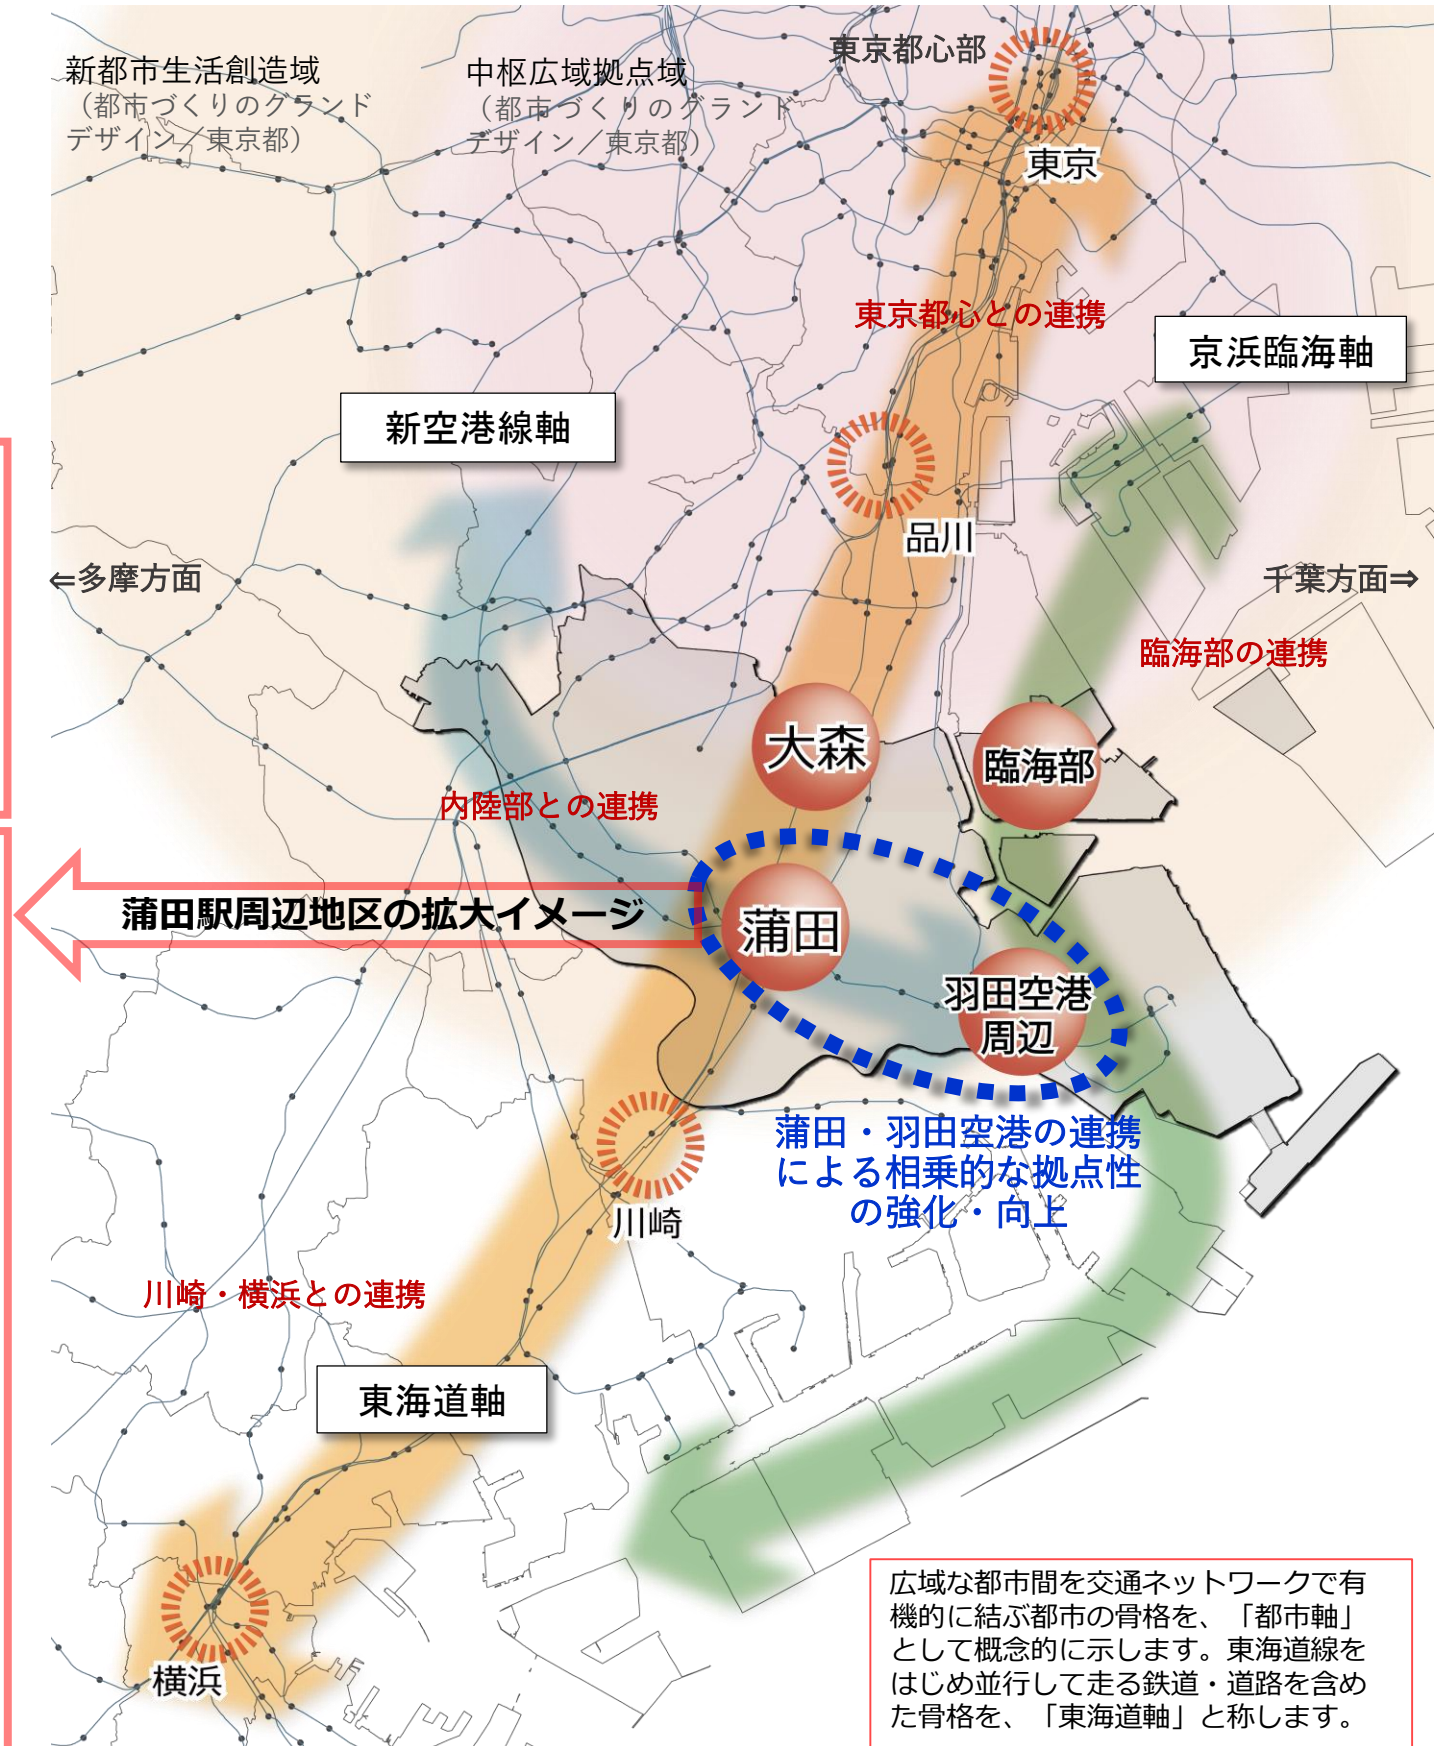 東京都心部
新都市生活創造域
（都市づくりのグランド
デザイン／東京都）
中枢広域拠点域
（都市づくりのグランド
デザイン／東京都）
東京
東京都心との連携
京浜臨海軸
新空港線軸
品川
⇐多摩方面
千葉方面⇒
臨海部の連携
大森
臨海部
内陸部との連携
蒲田駅周辺地区の拡大イメージ
蒲田
羽田空港
周辺
蒲田・羽田空港の連携
による相乗的な拠点性
の強化・向上
川崎
川崎・横浜との連携
東海道軸
横浜
広域な都市間を交通ネットワークで有
機的に結ぶ都市の骨格を、「都市軸」
として概念的に示します。東海道線を
はじめ並行して走る鉄道・道路を含め
た骨格を、「東海道軸」と称します。